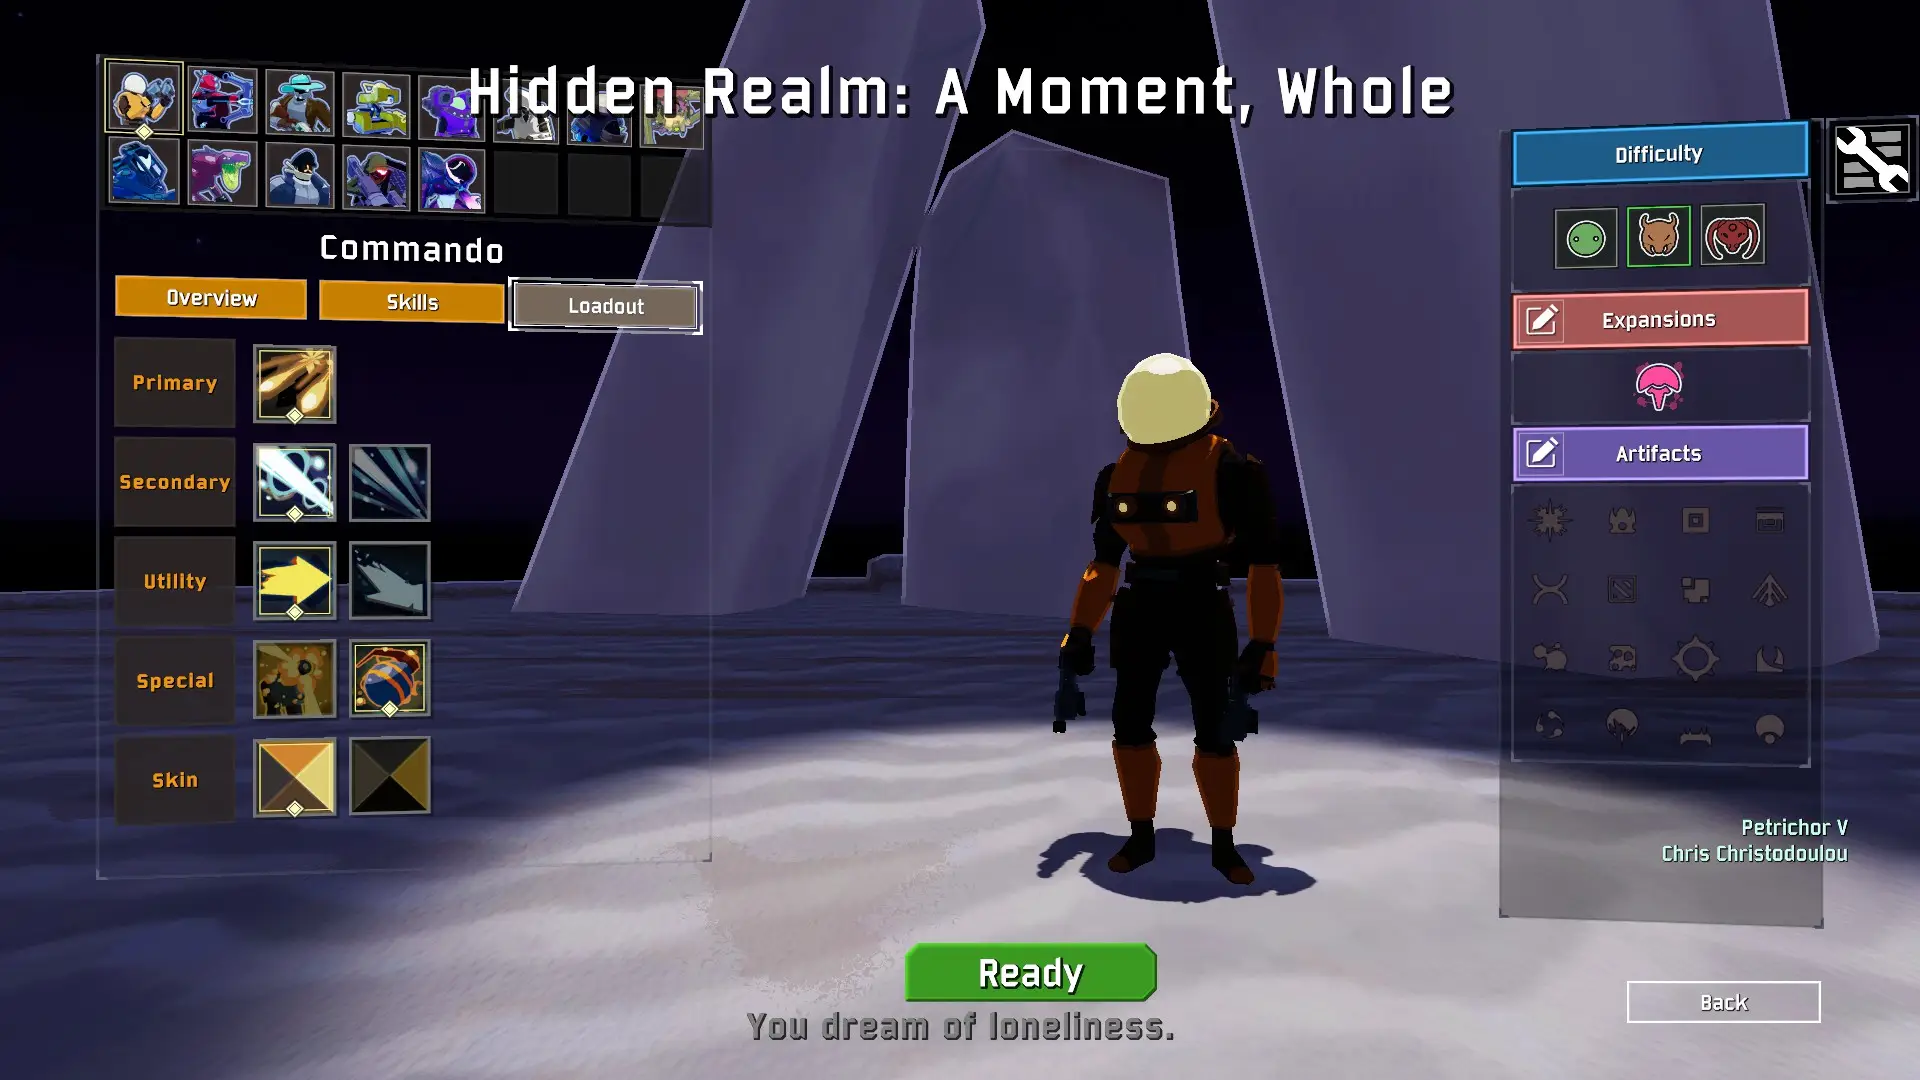 Hidden Realm: A Moment, Whole
Commando
Overview
Skills
Loadout
Primary
Secondary
Utility
Special
Skin
Difficulty
Expansions
Artifacts
Petrichor V
Chris Christodoulou
Ready
You dream of loneliness.
Back